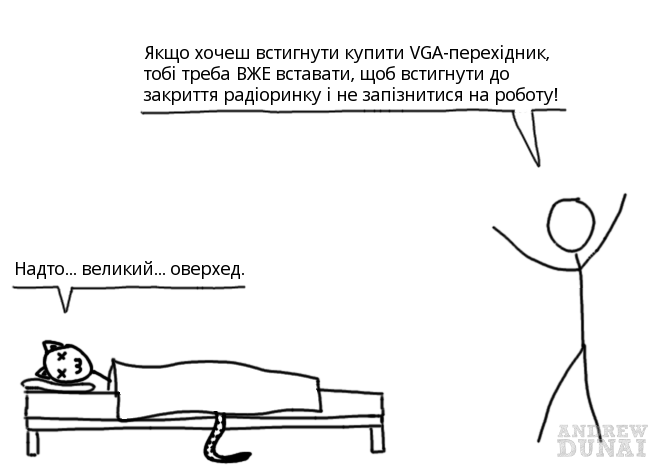 Якщо хочеш встигнути купити VGA-перехідник,
тобі треба ВЖЕ вставати, щоб встигнути до
закриття радіоринку і не запізнитися на роботу!
Надто... великий... оверхед.
ANDREW
DUNAI